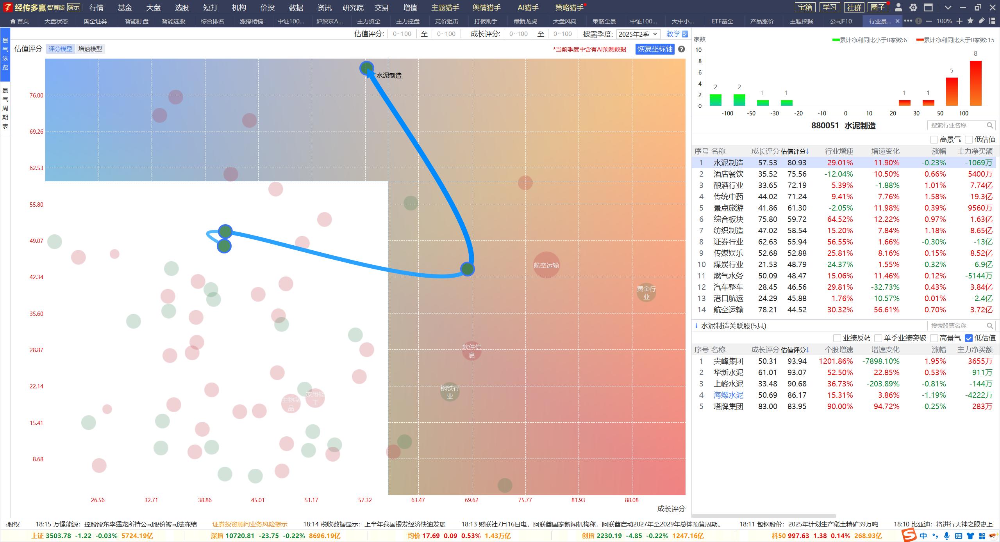 经传多赢 智尊版 演示 行情 基金 大盘 选股 短打 机构 价投 数据 资讯 研究院 交易 增值 主题猎手 舆情猎手 AI猎手 策略猎手 宝箱 学习 社群 圈子
首页 大盘状态 国金证券 智能盯盘 智能选股 综合排名 涨停棱镜 中证100... 沪深京A... 主力资金 主力控盘 竞价狙击 打板助手 最新龙虎 大盘风向 策略全景 中证100... 大中小... ETF基金 产品涨价 主题挖掘 公司F10 行业景... 100%
景气纵览
景气周期表
估值评分: 0~100 至 0~100 成长评分: 0~100 至 0~100 披露季度: 2025年2季 教学
估值评分 评分模型 增速模型 *当前季度中含有AI预测数据 恢复坐标轴
水泥制造
76.00
69.26
62.53
55.80
49.07
42.34
35.60
28.87
22.14
15.41
8.68
航空运输
黄金行业
软件信息
钢铁行业
生物制品
家用轻工
26.56 32.71 38.86 45.01 51.17 57.32 63.47 69.62 75.77 81.93 88.08
成长评分
家数 累计净利同比小于0家数:6 累计净利同比大于0家数:15
10
8
6
4
2
0
2 2 1 1 1 1 5 8
-100 -50 -30 -20 -10 0 10 20 30 50 100
880051 水泥制造 搜索行业名称
高景气 低估值
序号 名称 成长评分 估值评分↓ 行业增速 增速变化 涨幅 主力净买额
1 水泥制造 57.53 80.93 29.01% 11.90% -0.23% -1069万
2 酒店餐饮 35.52 75.56 -12.04% 10.50% 0.66% 5400万
3 酿酒行业 33.65 72.19 5.39% -1.88% 1.01% 7.74亿
4 传统中药 44.02 71.24 9.41% 7.76% 1.58% 19.3亿
5 景点旅游 41.86 61.30 -2.05% 11.98% 0.39% 9560万
6 综合板块 75.80 59.72 64.52% 12.22% 0.97% 1.63亿
7 纺织制造 47.02 58.54 15.20% 7.84% 1.18% 8.65亿
8 证券行业 62.63 55.94 56.55% 1.66% -0.30% -13亿
9 传媒娱乐 52.68 52.88 25.81% 8.16% 0.15% 8.52亿
10 煤炭行业 21.53 48.79 -24.37% 1.55% -0.32% -6.9亿
11 燃气水务 50.09 48.47 15.06% 11.46% 0.12% -5144万
12 汽车整车 28.45 46.56 29.81% -32.73% 0.43% 3.84亿
13 港口航运 24.29 45.88 1.76% -10.57% 0.01% -2.4亿
14 航空运输 78.21 44.52 30.32% 56.61% 0.70% 3.72亿
水泥制造关联股(5只) 搜索股票名称
业绩反转 单季业绩突破 高景气 低估值
序号 名称 成长评分 估值评分↓ 个股增速 增速变化 涨幅 主力净买额
1 尖峰集团 50.31 93.94 1201.86% -7898.10% 1.95% 3655万
2 华新水泥 61.01 93.07 52.50% 22.85% 0.53% -911万
3 上峰水泥 33.48 90.68 36.73% -203.89% -0.81% -144万
4 海螺水泥 50.69 86.17 15.31% 3.86% -1.19% -4222万
5 塔牌集团 83.00 83.95 90.00% 94.72% -0.25% 283万
股权 18:15 万憬能源：控股股东李猛龙所持公司股份被司法冻结 证券投资顾问业务风险提示 18:14 税收数据显示：上半年我国银发经济快速发展 18:13 财联社7月16日电，阿联酋国家新闻机构称，阿联酋启动2027年至2029年总体预算周期。 18:11 包钢股份：2025年计划生产稀土精矿39万吨 18:10 比亚迪：将进行天神之眼史上
上证 3503.78 -1.22 -0.03% 5724.19亿 深指 10720.81 -23.75 -0.22% 8696.19亿 均价 17.69 0.09 0.53% 1.43万亿 创指 2230.19 -4.85 -0.22% 1247.16亿 科50 997.63 1.38 0.14% 268.93亿 中